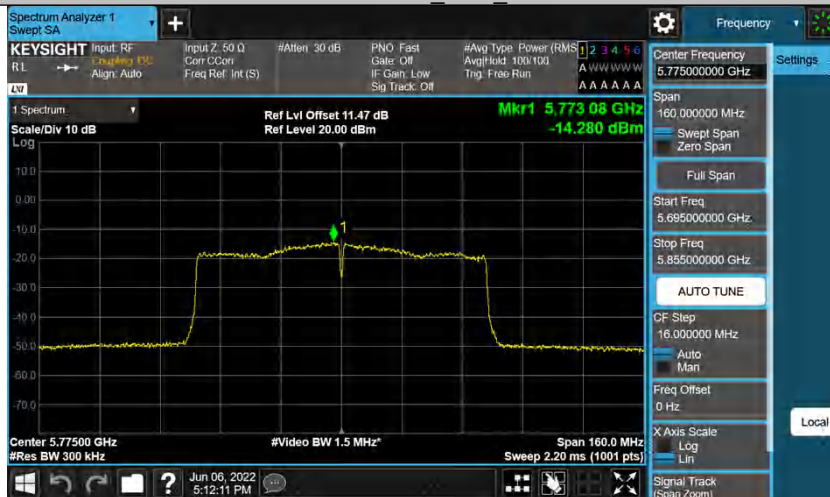 Spectrum Analyzer 1
Swept SA
Frequency
KEYSIGHT
RL
LXI
Input: RF
Coupling: DC
Align: Auto
Input Z: 50 Ω
Corr CCorr
Freq Ref: Int (S)
#Atten: 30 dB
PNO: Fast
Gate: Off
IF Gain: Low
Sig Track: Off
#Avg Type: Power (RMS
Avg|Hold: 100/100
Trig: Free Run
1 2 3 4 5 6
A W W W W W
A A A A A A
1 Spectrum
Scale/Div 10 dB
Log
Ref Lvl Offset 11.47 dB
Ref Level 20.00 dBm
Mkr1 5.773 08 GHz
-14.280 dBm
10.0
0.00
-10.0
-20.0
-30.0
-40.0
-50.0
-60.0
-70.0
1
Center 5.77500 GHz
#Res BW 300 kHz
#Video BW 1.5 MHz*
Span 160.0 MHz
Sweep 2.20 ms (1001 pts)
Jun 06, 2022
5:12:11 PM
Center Frequency
5.775000000 GHz
Span
160.000000 MHz
Swept Span
Zero Span
Full Span
Start Freq
5.695000000 GHz
Stop Freq
5.855000000 GHz
AUTO TUNE
CF Step
16.000000 MHz
Auto
Man
Freq Offset
0 Hz
X Axis Scale
Log
Lin
Signal Track
(Span Zoom)
Settings
Local